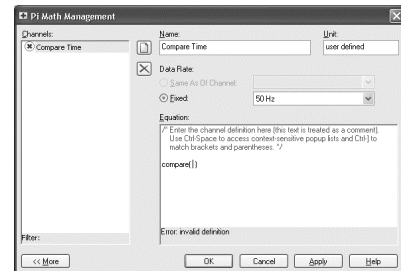 Pi Math Management
Channels:
Compare Time
Filter:
<< More
Name:
Compare Time
Unit:
user defined
Data Rate:
Same As Of Channel:
Fixed:
50 Hz
Equation:
/* Enter the channel definition here (this text is treated as a comment).
Use Ctrl-Space to access context-sensitive popup lists and Ctrl-] to
match brackets and parentheses. */
compare( )
Error: invalid definition
OK
Cancel
Apply
Help